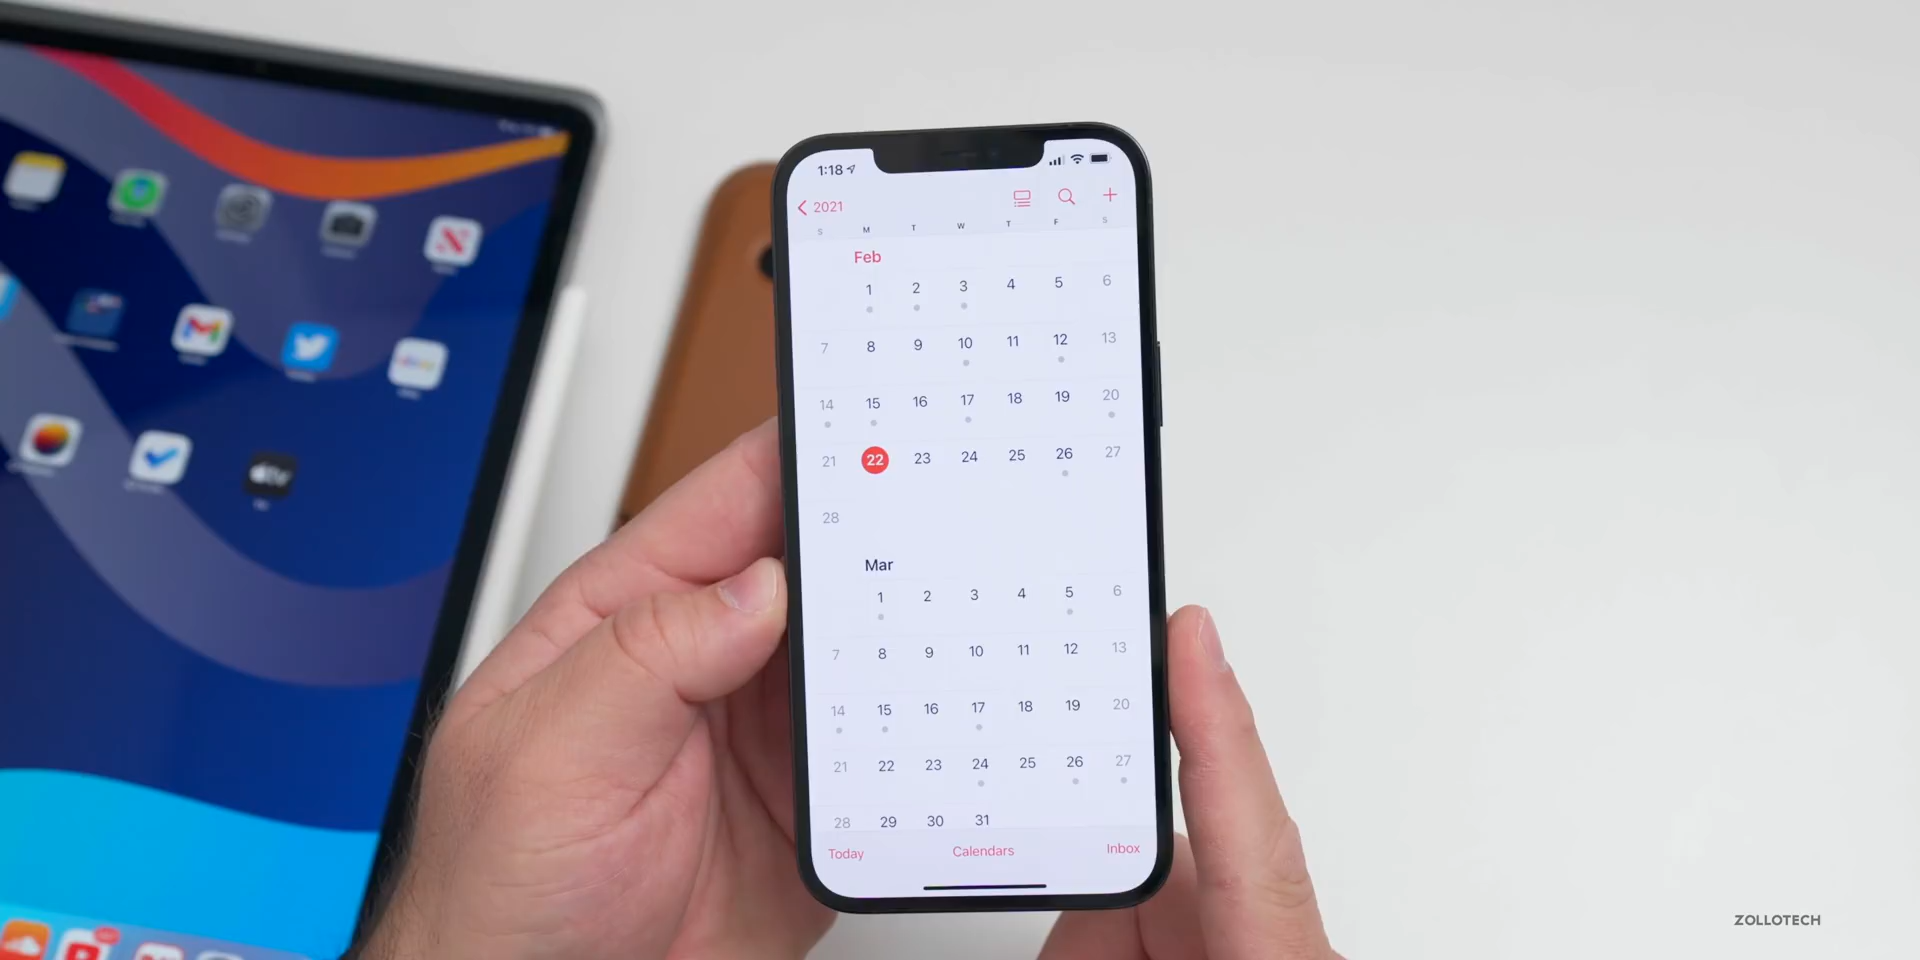 1:18
2021
S M T W T F S
Feb
1 2 3 4 5 6
7 8 9 10 11 12 13
14 15 16 17 18 19 20
21 22 23 24 25 26 27
28
Mar
1 2 3 4 5 6
7 8 9 10 11 12 13
14 15 16 17 18 19 20
21 22 23 24 25 26 27
28 29 30 31
Today Calendars Inbox
ZOLLOTECH